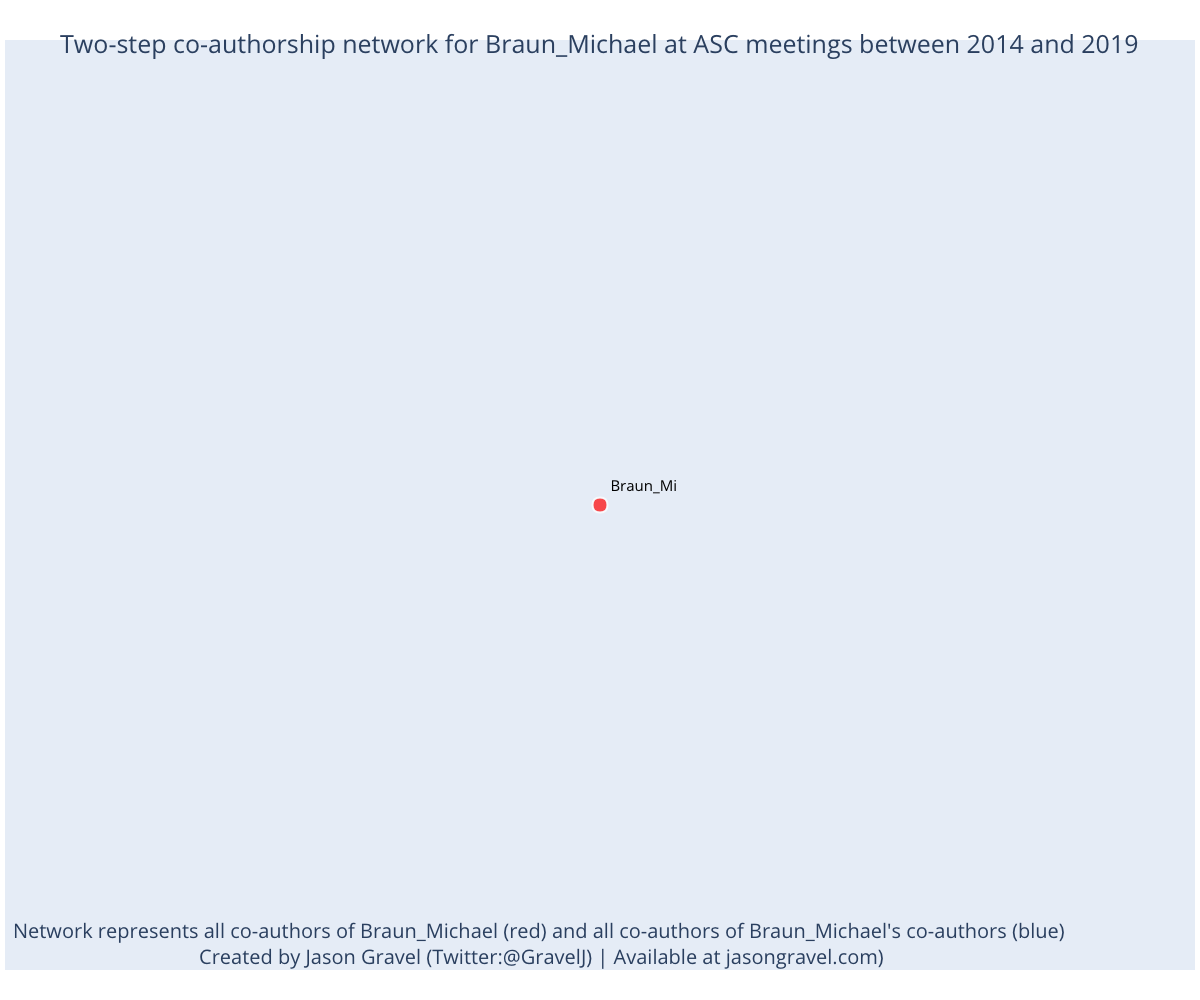 Two-step co-authorship network for Braun_Michael at ASC meetings between 2014 and 2019
Braun_Mi
Network represents all co-authors of Braun_Michael (red) and all co-authors of Braun_Michael's co-authors (blue)
Created by Jason Gravel (Twitter:@GravelJ) | Available at jasongravel.com)